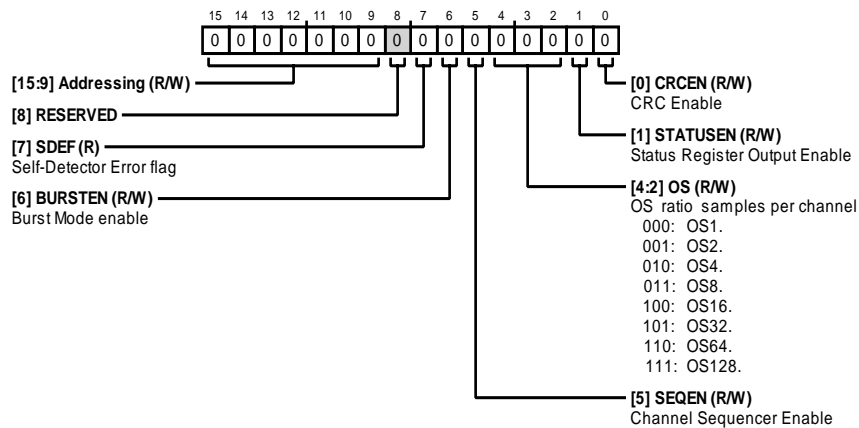 15 14 13 12 11 10 9 8 7 6 5 4 3 2 1 0
0 0 0 0 0 0 0 0 0 0 0 0 0 0 0 0
[15:9] Addressing (R/W)
[8] RESERVED
[7] SDEF (R)
Self-Detector Error flag
[6] BURSTEN (R/W)
Burst Mode enable
[0] CRCEN (R/W)
CRC Enable
[1] STATUSEN (R/W)
Status Register Output Enable
[4:2] OS (R/W)
OS ratio samples per channel
000: OS1.
001: OS2.
010: OS4.
011: OS8.
100: OS16.
101: OS32.
110: OS64.
111: OS128.
[5] SEQEN (R/W)
Channel Sequencer Enable